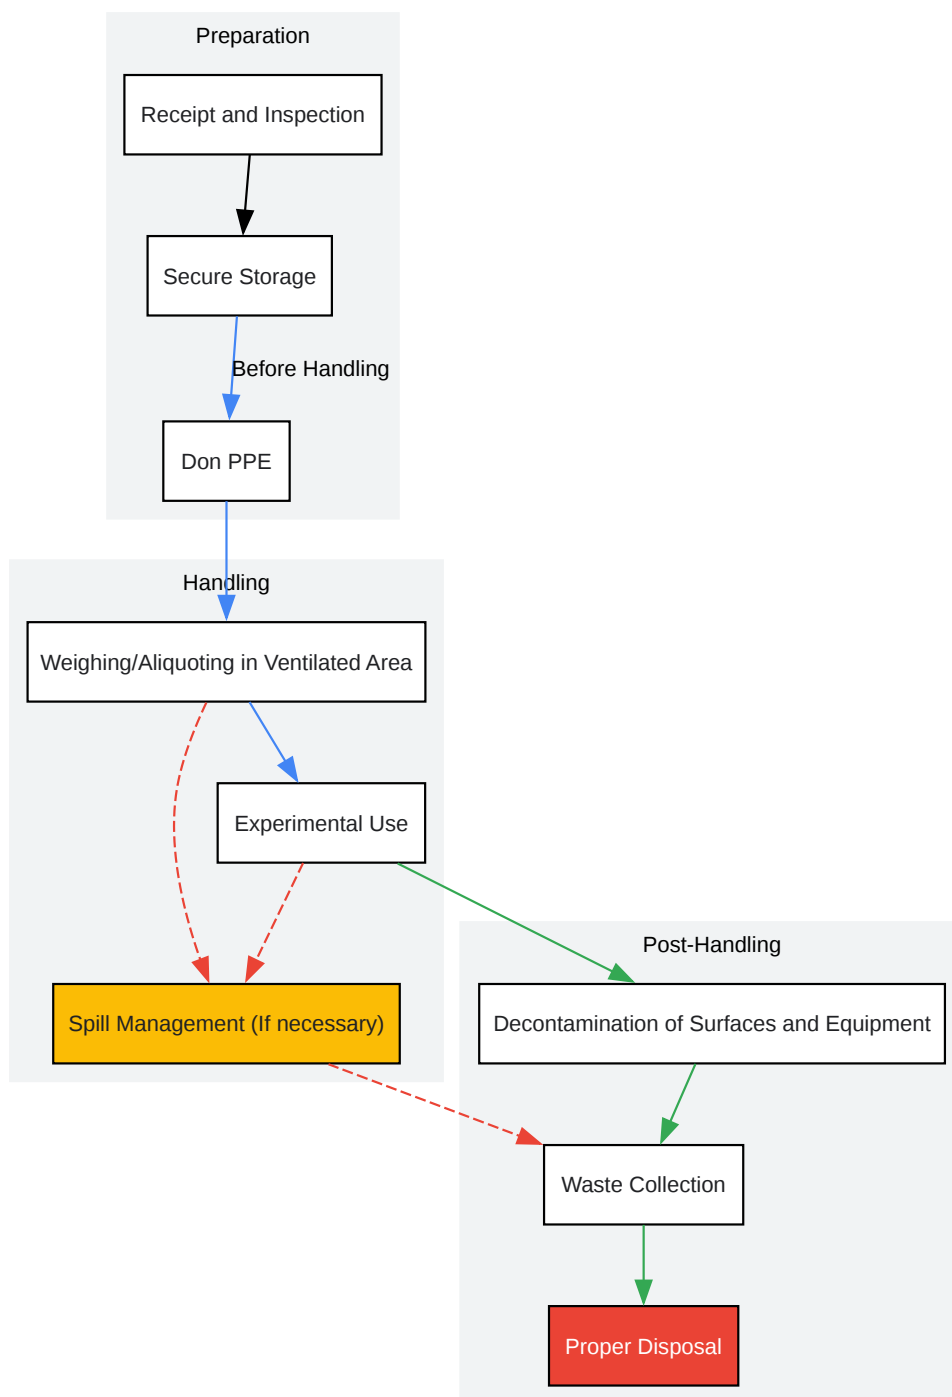 Preparation
Receipt and Inspection
Secure Storage
Before Handling
Don PPE
Handling
Weighing/Aliquoting in Ventilated Area
Experimental Use
Post-Handling
Spill Management (If necessary)
Decontamination of Surfaces and Equipment
Waste Collection
Proper Disposal